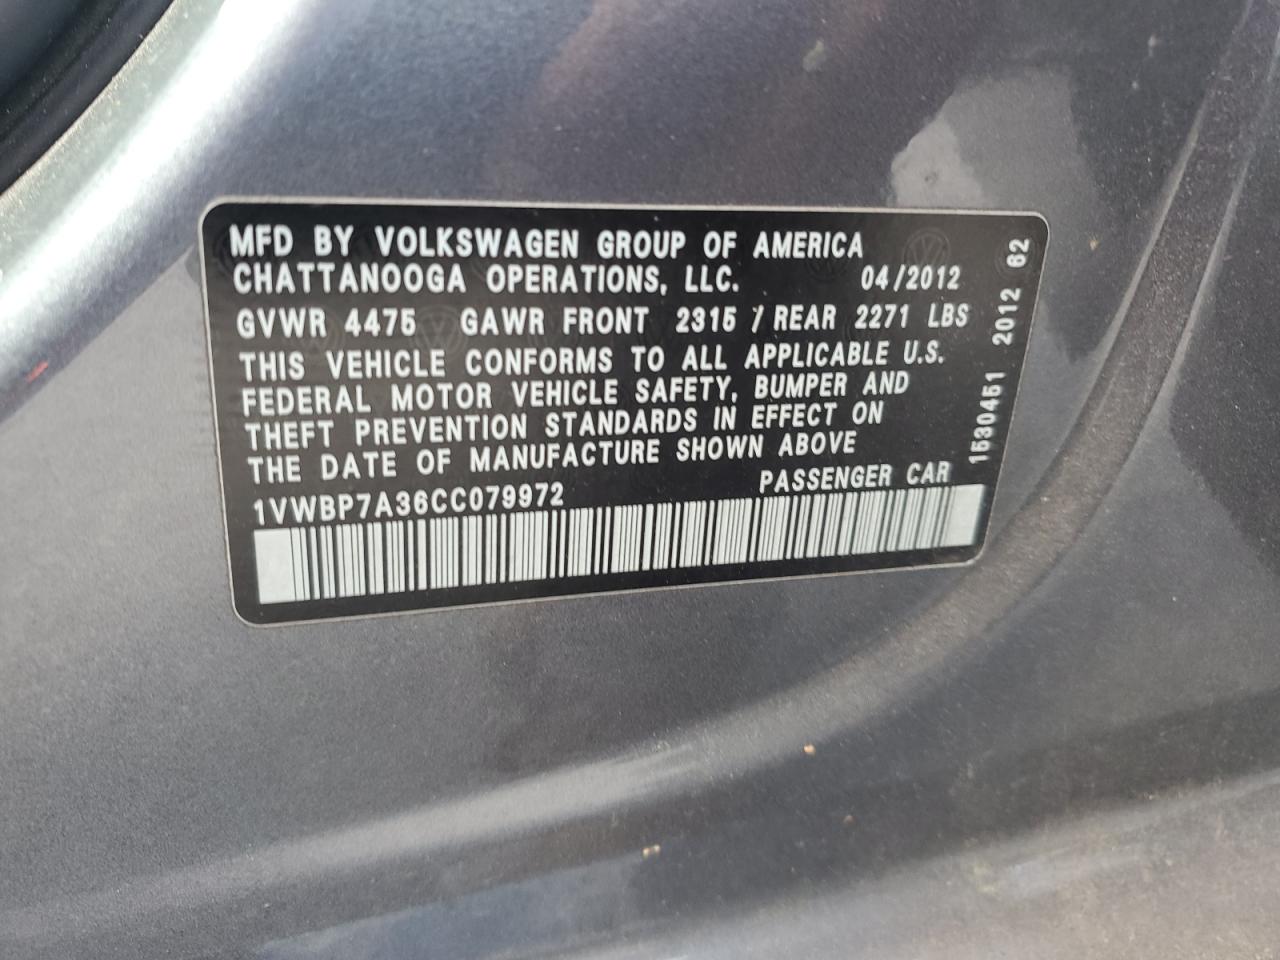 MFD BY VOLKSWAGEN GROUP OF AMERICA
CHATTANOOGA OPERATIONS, LLC. 04/2012
GVWR 4475 GAWR FRONT 2315 / REAR 2271 LBS
THIS VEHICLE CONFORMS TO ALL APPLICABLE U.S.
FEDERAL MOTOR VEHICLE SAFETY, BUMPER AND
THEFT PREVENTION STANDARDS IN EFFECT ON
THE DATE OF MANUFACTURE SHOWN ABOVE
1VWBP7A36CC079972 PASSENGER CAR
1530451 2012 62